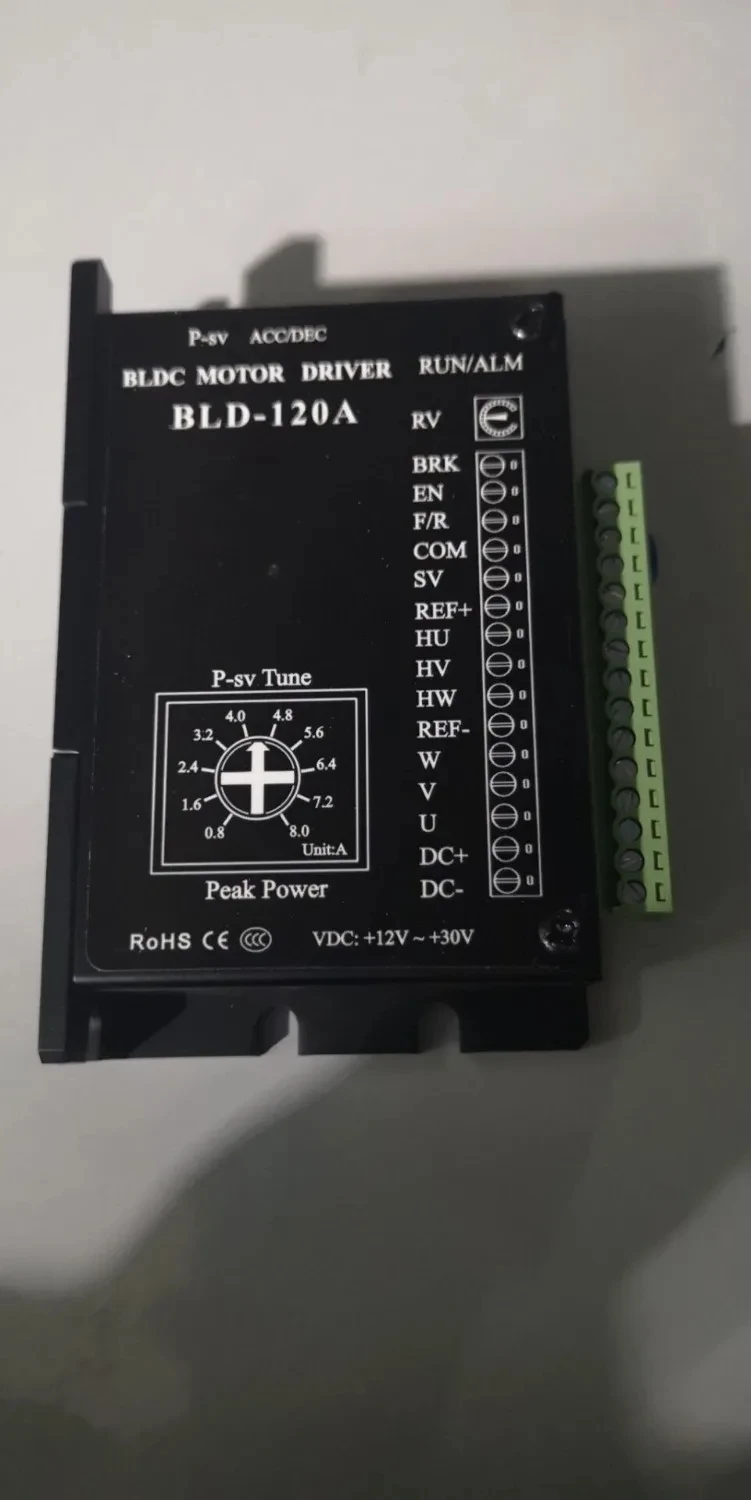 P-sv ACC/DEC
BLDC MOTOR DRIVER
RUN/ALM
BLD-120A
RV
BRK
EN
F/R
COM
SV
REF+
HU
HV
HW
REF-
W
V
U
DC+
DC-
P-sv Tune
4.0 4.8
3.2 5.6
2.4 6.4
1.6 7.2
0.8 8.0
Unit:A
Peak Power
RoHS CE CCC VDC: +12V ~ +30V